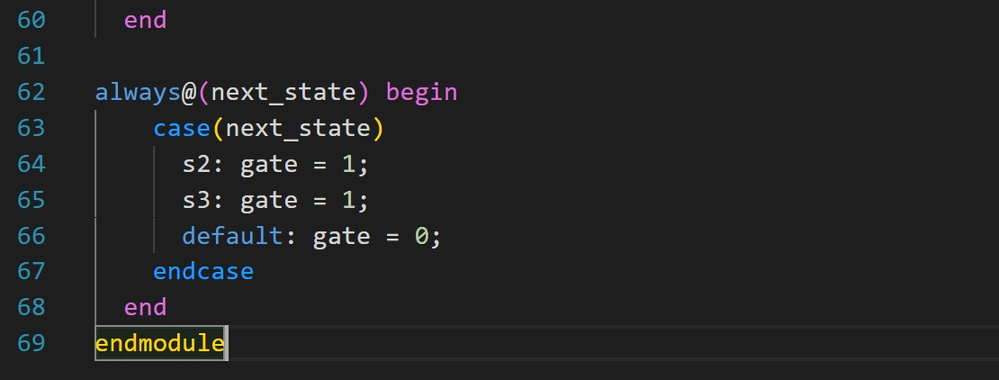 60 end
61
62 always@(next_state) begin
63 case(next_state)
64 s2: gate = 1;
65 s3: gate = 1;
66 default: gate = 0;
67 endcase
68 end
69 endmodule